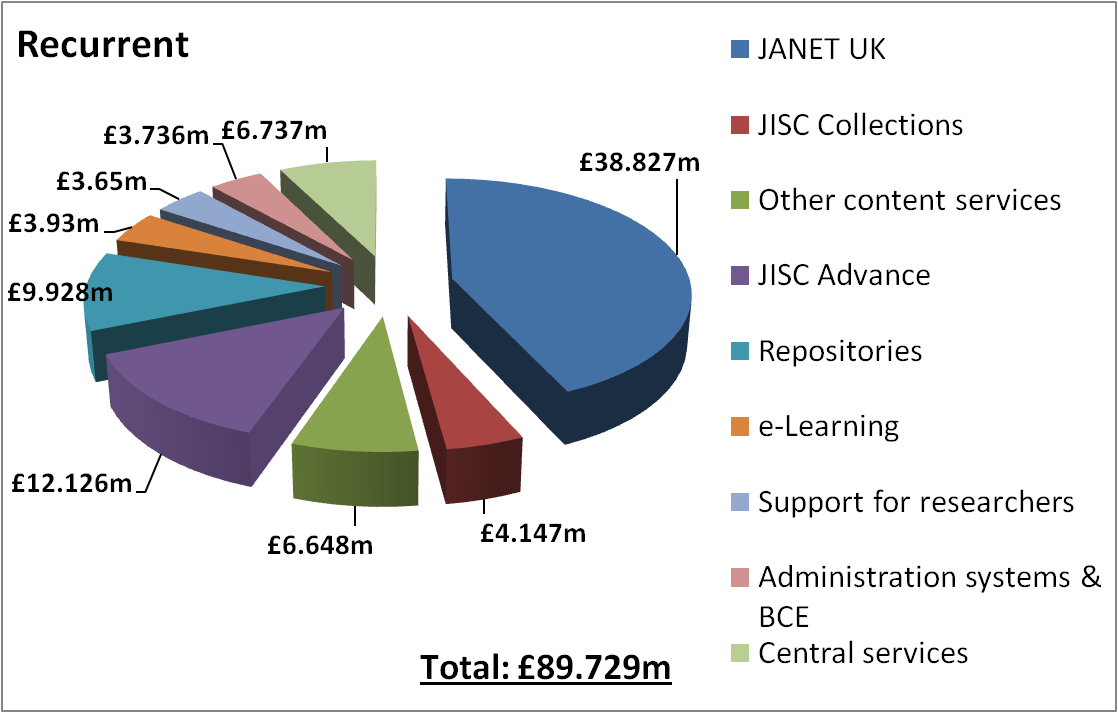 Recurrent
£3.736m
£6.737m
£38.827m
£3.65m
£3.93m
£9.928m
£12.126m
£6.648m
£4.147m
Total: £89.729m
JANET UK
JISC Collections
Other content services
JISC Advance
Repositories
e-Learning
Support for researchers
Administration systems &
BCE
Central services